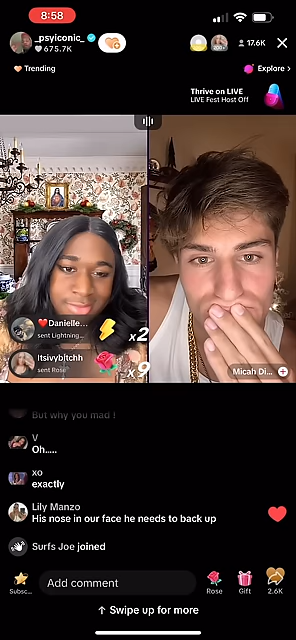 8:58
_psyiconic_
675.7K
200+
17.6K
Trending
Explore >
Thrive on LIVE
LIVE Fest Host Off
Danielle...
sent Lightning...
x2
Itsivybjtchh
sent Rose
x9
Micah Di...
But why you mad !
V
Oh.....
xo
exactly
Lily Manzo
His nose in our face he needs to back up
Surfs Joe joined
Subsc...
Add comment
Rose
Gift
2.6K
Swipe up for more